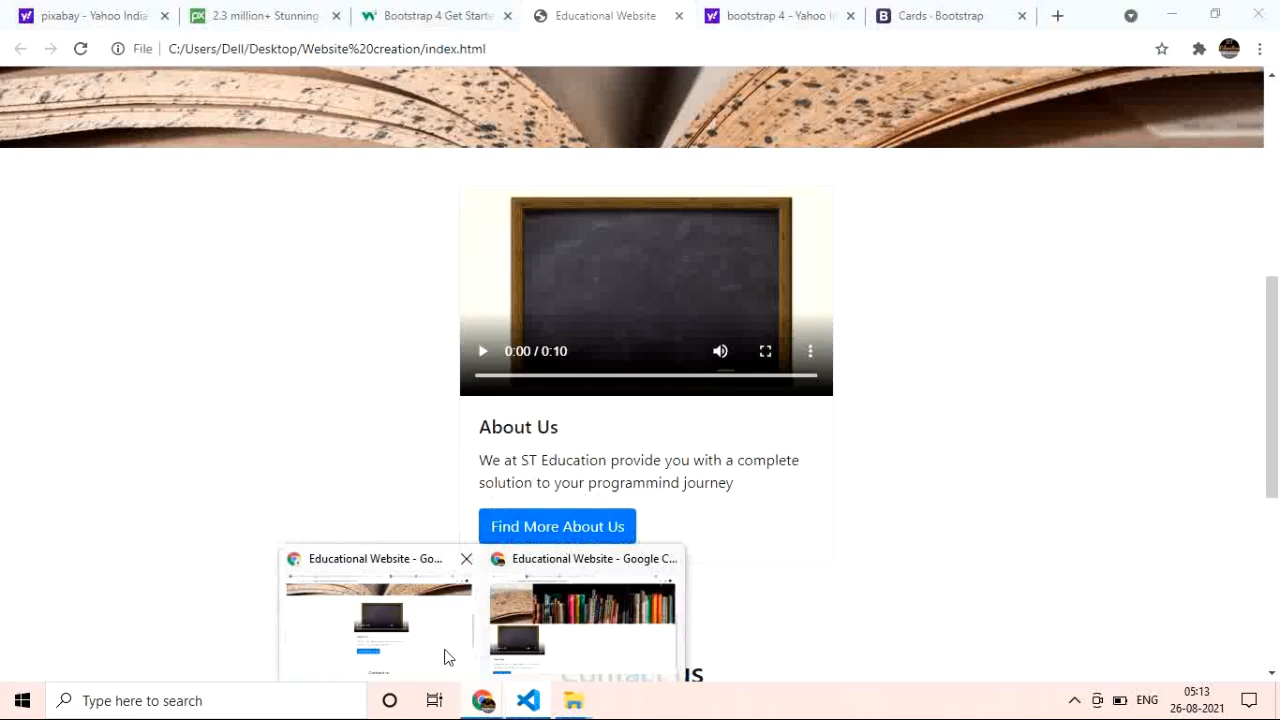 pixabay - Yahoo India
2.3 million+ Stunning
Bootstrap 4 Get Starte
Educational Website
bootstrap 4 - Yahoo I
Cards · Bootstrap
File
C:/Users/Dell/Desktop/Website%20creation/index.html
0:00 / 0:10
About Us
We at ST Education provide you with a complete
solution to your programmind journey
Find More About Us
Educational Website - Go...
Educational Website - Google C...
Contact us
Type here to search
ENG
05:13
26-08-2021